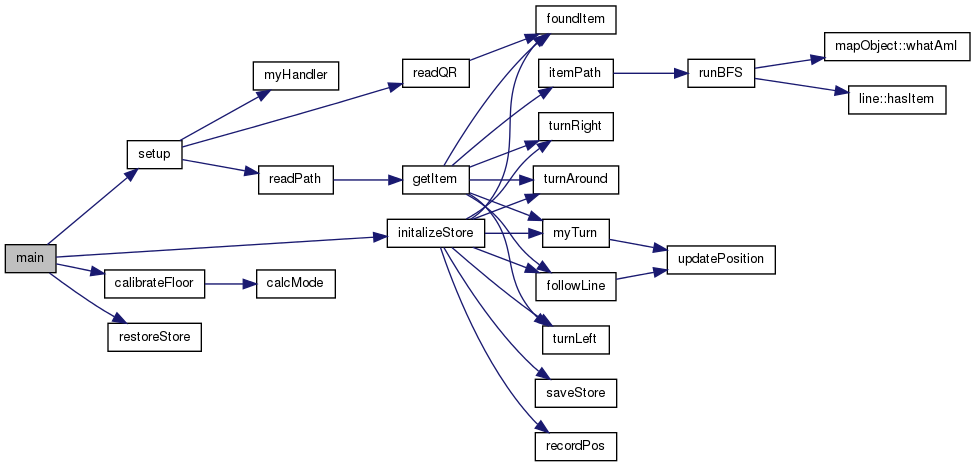 foundItem
mapObject::whatAmI
myHandler
readQR
itemPath
runBFS
line::hasItem
turnRight
setup
readPath
getItem
turnAround
initalizeStore
myTurn
main
updatePosition
calibrateFloor
calcMode
followLine
restoreStore
turnLeft
saveStore
recordPos